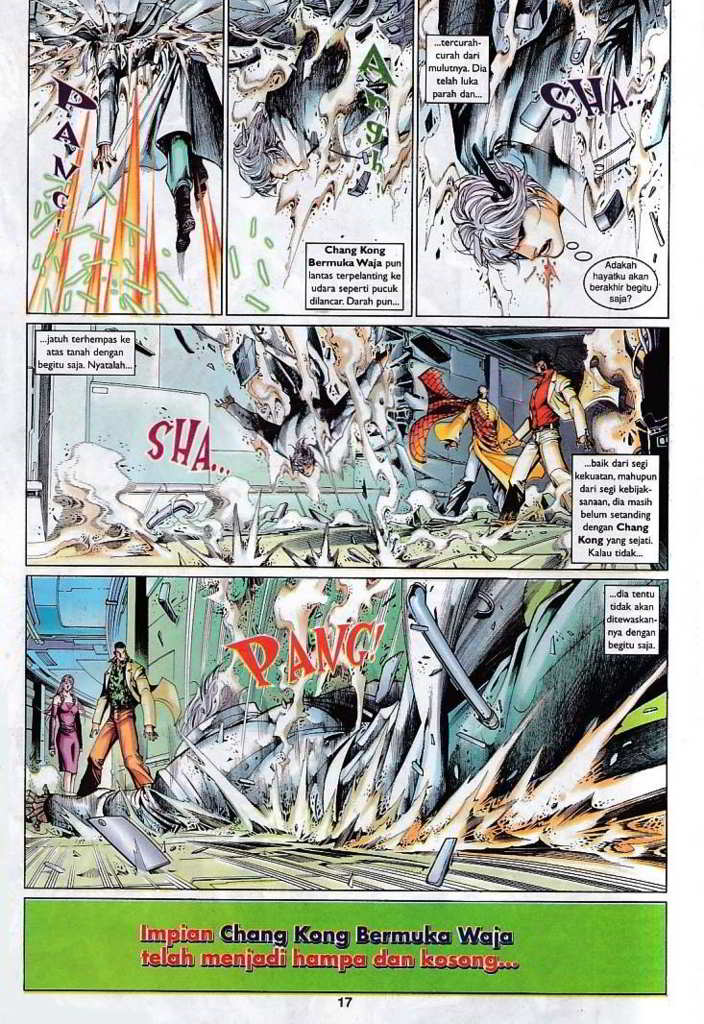 PANG!
Argh
Chang Kong
Bermuka Waja pun
lantas terpelanting ke
udara seperti pucuk
dilancar. Darah pun...
...tercurah-
curah dari
mulutnya. Dia
telah luka
parah dan...
SHA...
Adakah
hayatku akan
berakhir begitu
saja?
...jatuh terhempas ke
atas tanah dengan
begitu saja. Nyatalah...
SHA...
...baik dari segi
kekuatan, mahupun
dari segi kebijak-
sanaan, dia masih
belum setanding
dengan Chang
Kong yang sejati.
Kalau tidak...
PANG!
...dia tentu
tidak akan
ditewaskan-
nya dengan
begitu saja.
Impian Chang Kong Bermuka Waja
telah menjadi hampa dan kosong...
17